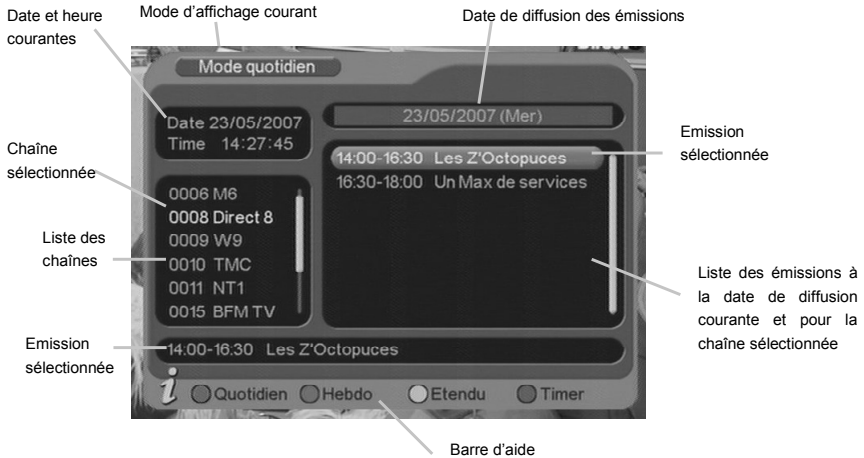 Date et heure
courantes
Mode d'affichage courant
Date de diffusion des émissions
Direct
Mode quotidien
Date 23/05/2007
Time 14:27:45
23/05/2007 (Mer)
Emission
sélectionnée
14:00-16:30 Les Z'Octopuces
16:30-18:00 Un Max de services
Chaîne
sélectionnée
0006 M6
0008 Direct 8
0009 W9
0010 TMC
0011 NT1
0015 BFM TV
Liste des
chaînes
Liste des émissions à
la date de diffusion
courante et pour la
chaîne sélectionnée
Emission
sélectionnée
14:00-16:30 Les Z'Octopuces
i Quotidien Hebdo Etendu Timer
Barre d'aide